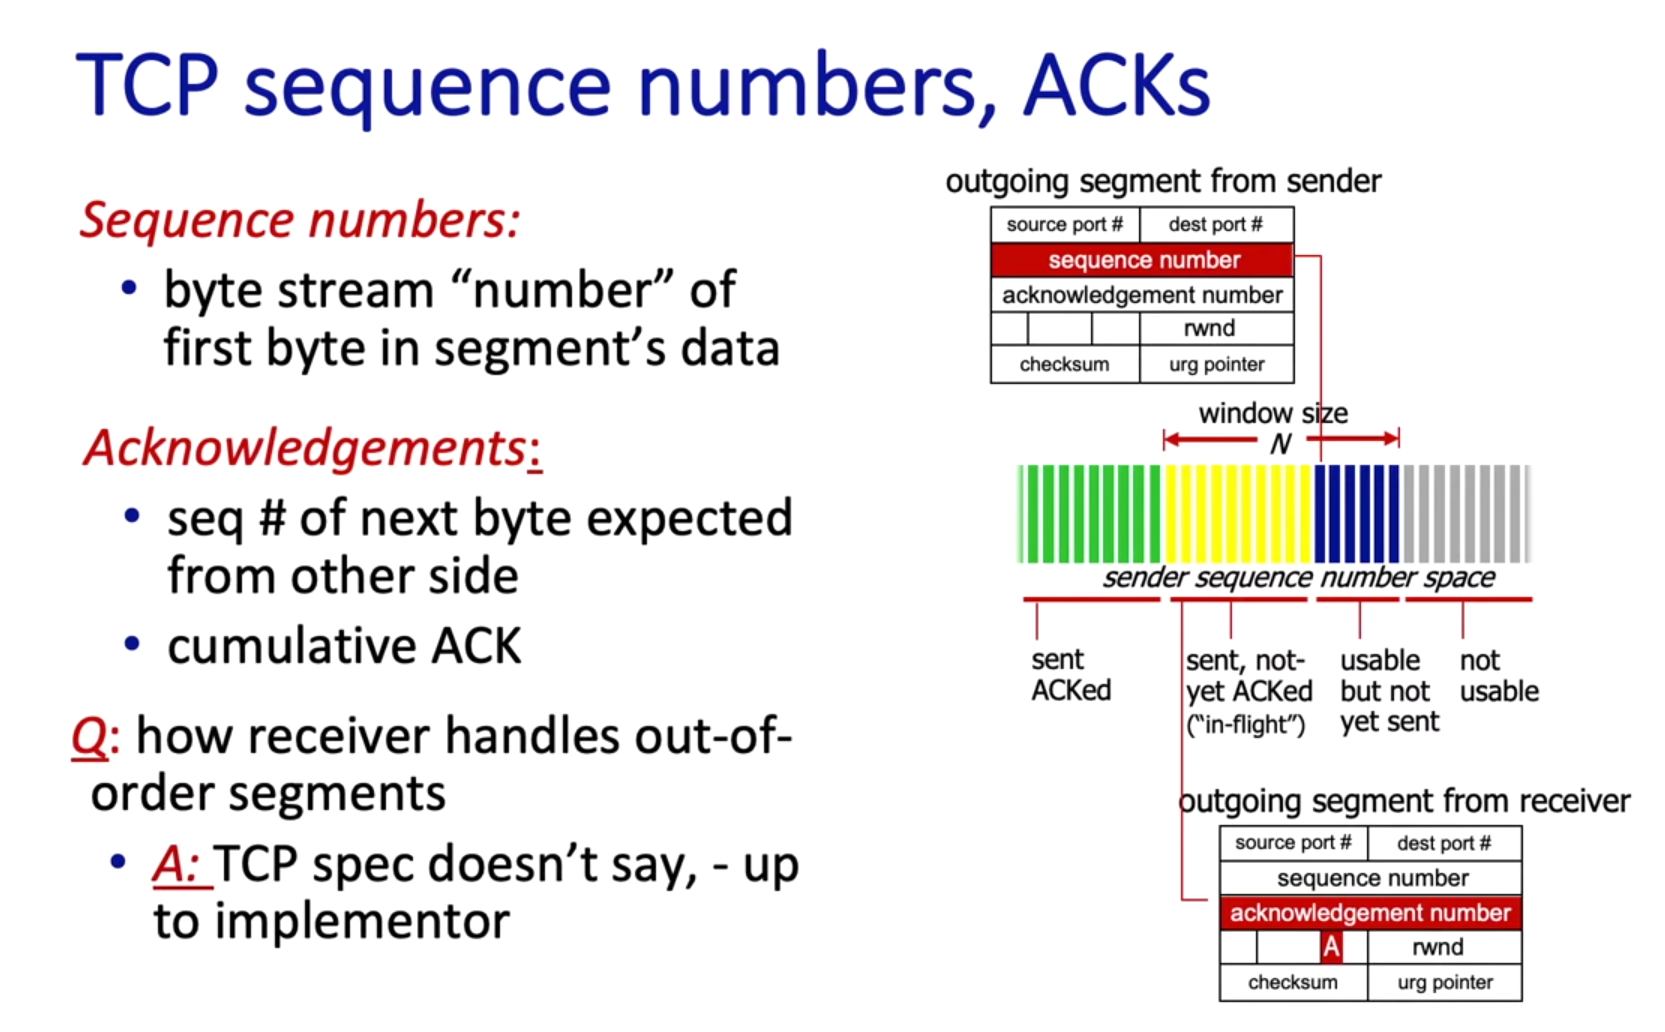 TCP sequence numbers, ACKs
Sequence numbers:
• byte stream “number” of
first byte in segment’s data
Acknowledgements:
• seq # of next byte expected
from other side
• cumulative ACK
Q: how receiver handles out-of-
order segments
• A: TCP spec doesn’t say, - up
to implementor
outgoing segment from sender
source port # dest port #
sequence number
acknowledgement number
rwnd
checksum urg pointer
window size
N
sender sequence number space
sent
ACKed
sent, not-
yet ACKed
(“in-flight”)
usable
but not
yet sent
not
usable
outgoing segment from receiver
source port # dest port #
sequence number
acknowledgement number
A rwnd
checksum urg pointer